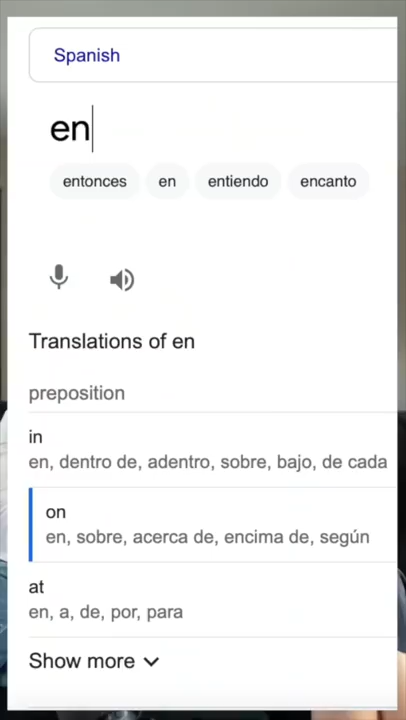 Spanish
en
entonces en entiendo encanto
Translations of en
preposition
in
en, dentro de, adentro, sobre, bajo, de cada
on
en, sobre, acerca de, encima de, según
at
en, a, de, por, para
Show more